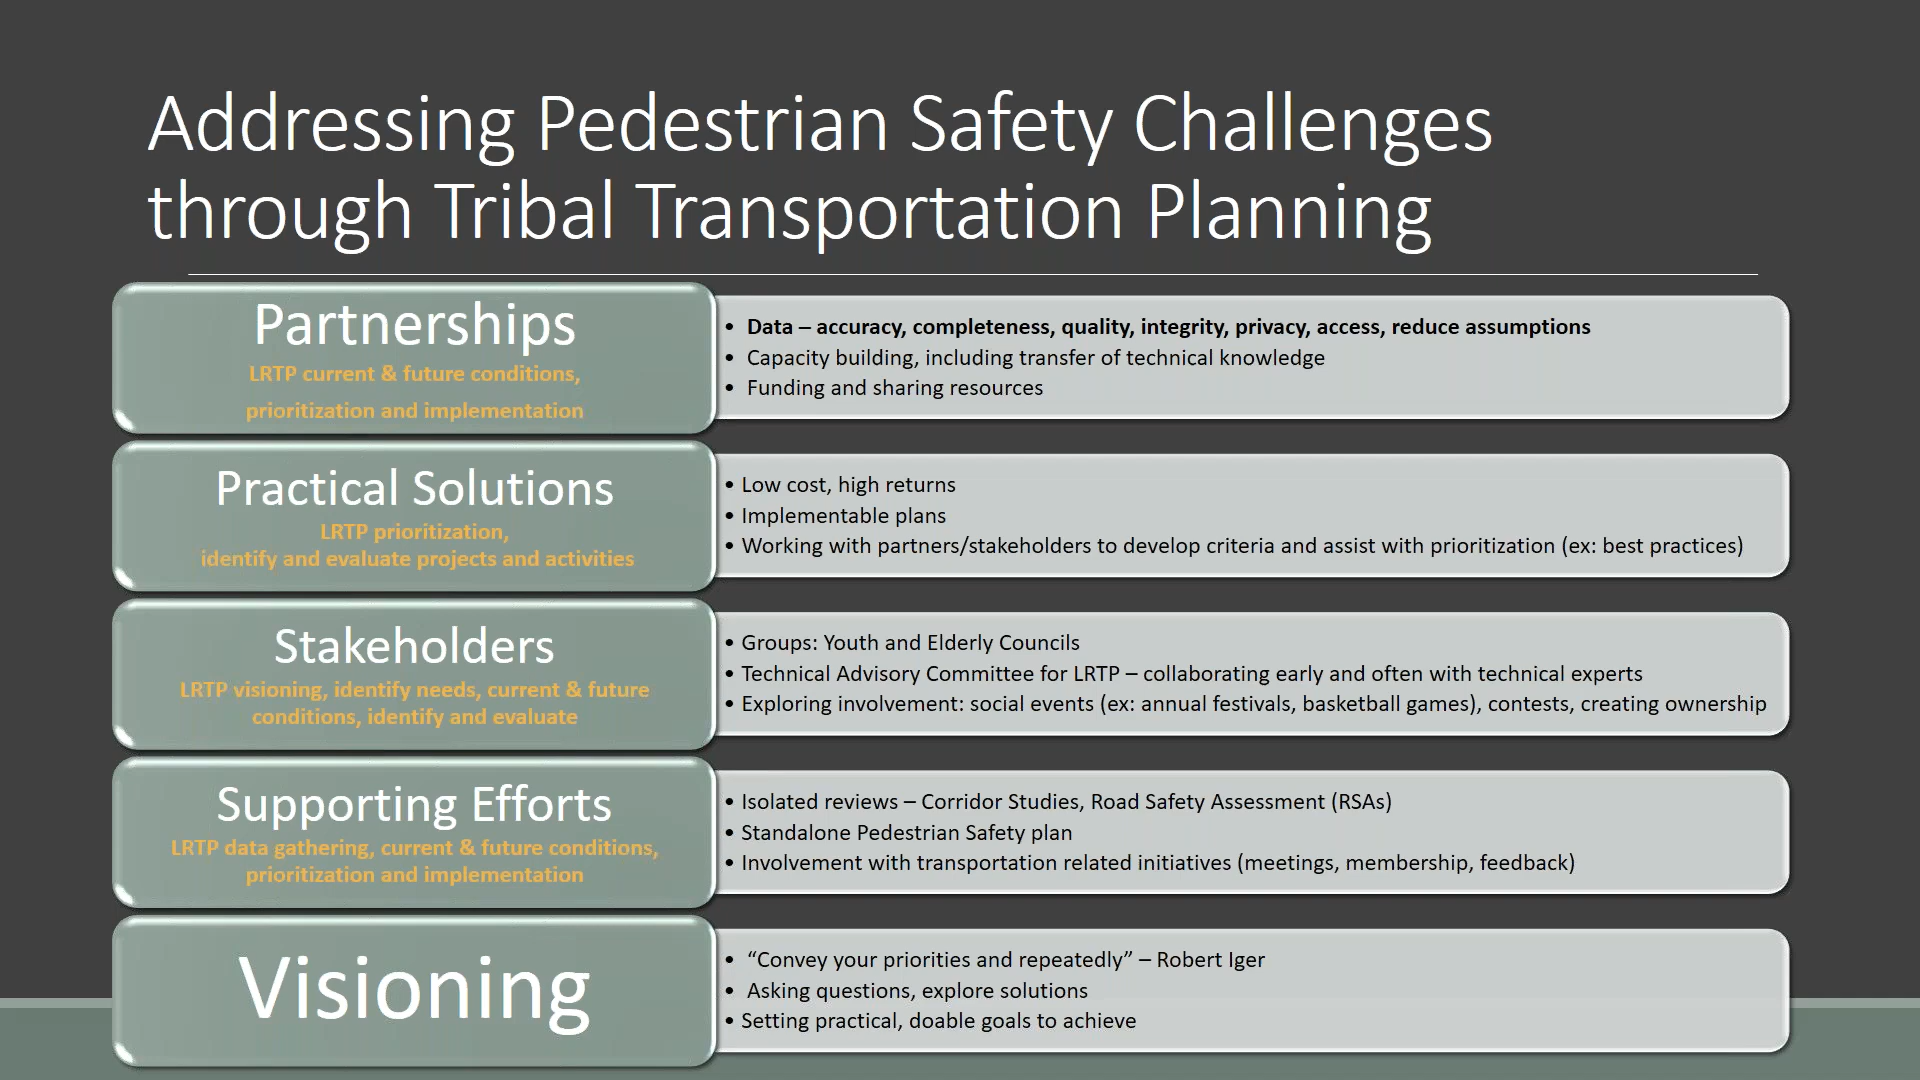 Addressing Pedestrian Safety Challenges
through Tribal Transportation Planning
Partnerships
LRTP current & future conditions,
prioritization and implementation
• Data – accuracy, completeness, quality, integrity, privacy, access, reduce assumptions
• Capacity building, including transfer of technical knowledge
• Funding and sharing resources
Practical Solutions
LRTP prioritization,
identify and evaluate projects and activities
• Low cost, high returns
• Implementable plans
• Working with partners/stakeholders to develop criteria and assist with prioritization (ex: best practices)
Stakeholders
LRTP visioning, identify needs, current & future
conditions, identify and evaluate
• Groups: Youth and Elderly Councils
• Technical Advisory Committee for LRTP – collaborating early and often with technical experts
• Exploring involvement: social events (ex: annual festivals, basketball games), contests, creating ownership
Supporting Efforts
LRTP data gathering, current & future conditions,
prioritization and implementation
• Isolated reviews – Corridor Studies, Road Safety Assessment (RSAs)
• Standalone Pedestrian Safety plan
• Involvement with transportation related initiatives (meetings, membership, feedback)
Visioning
• “Convey your priorities and repeatedly” – Robert Iger
• Asking questions, explore solutions
• Setting practical, doable goals to achieve